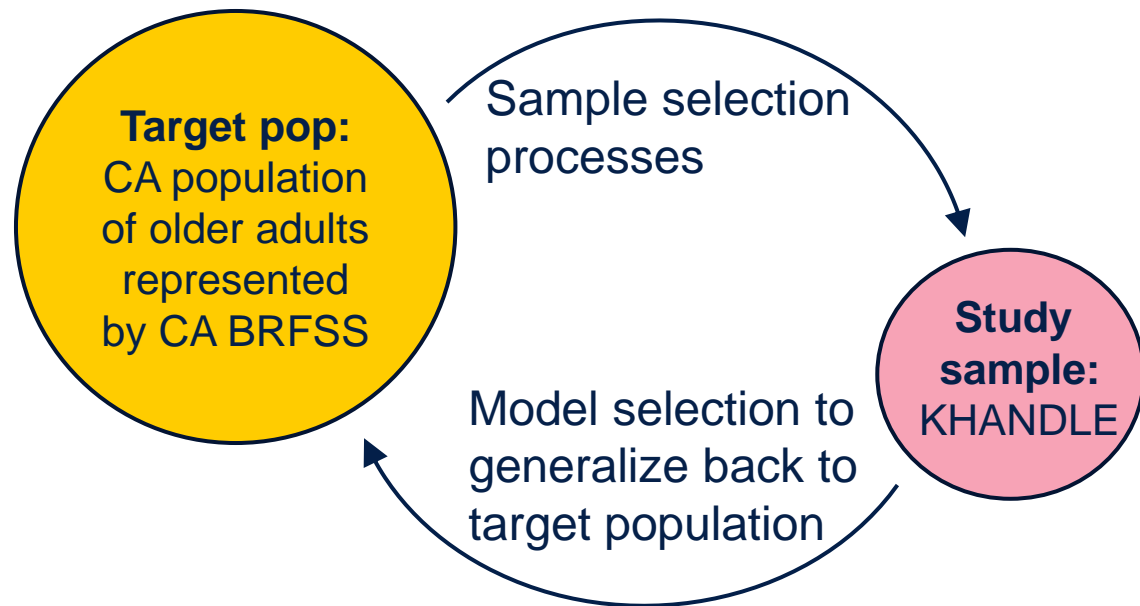 Target pop:
CA population
of older adults
represented
by CA BRFSS
Sample selection
processes
Study
sample:
KHANDLE
Model selection to
generalize back to
target population